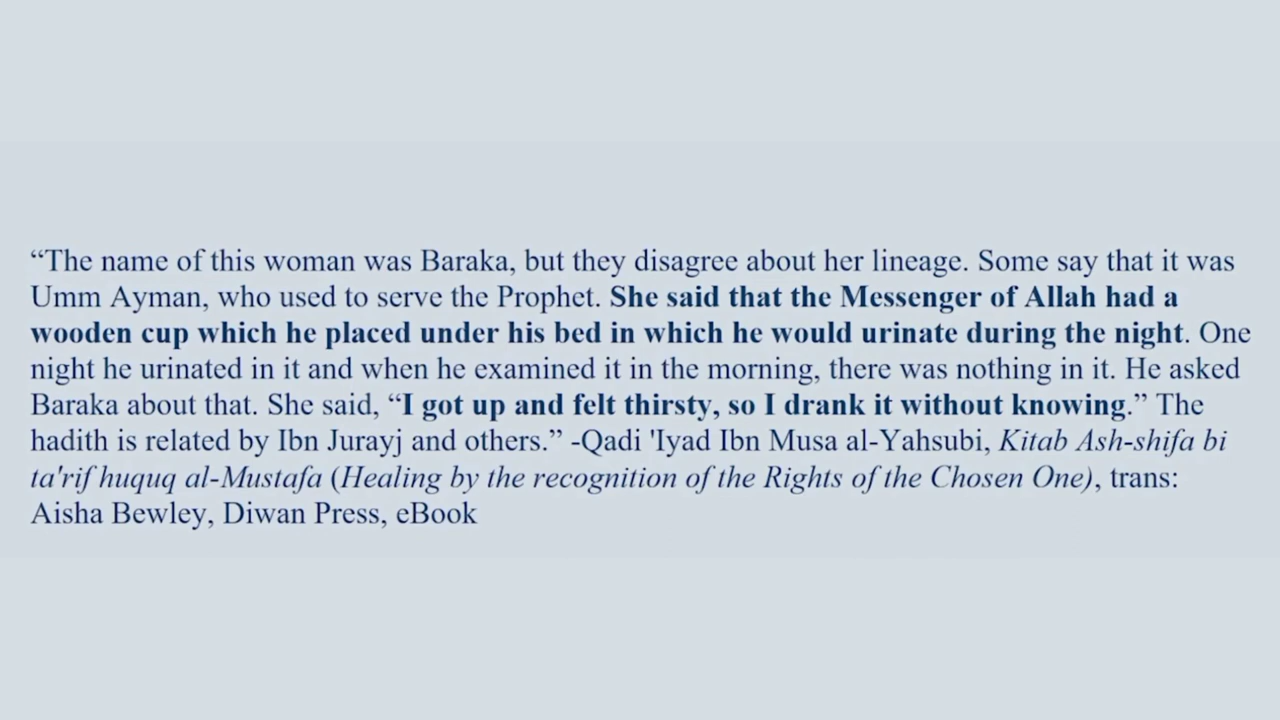 “The name of this woman was Baraka, but they disagree about her lineage. Some say that it was
Umm Ayman, who used to serve the Prophet. She said that the Messenger of Allah had a
wooden cup which he placed under his bed in which he would urinate during the night. One
night he urinated in it and when he examined it in the morning, there was nothing in it. He asked
Baraka about that. She said, “I got up and felt thirsty, so I drank it without knowing.” The
hadith is related by Ibn Jurayj and others.” -Qadi 'Iyad Ibn Musa al-Yahsubi, Kitab Ash-shifa bi
ta'rif huquq al-Mustafa (Healing by the recognition of the Rights of the Chosen One), trans:
Aisha Bewley, Diwan Press, eBook